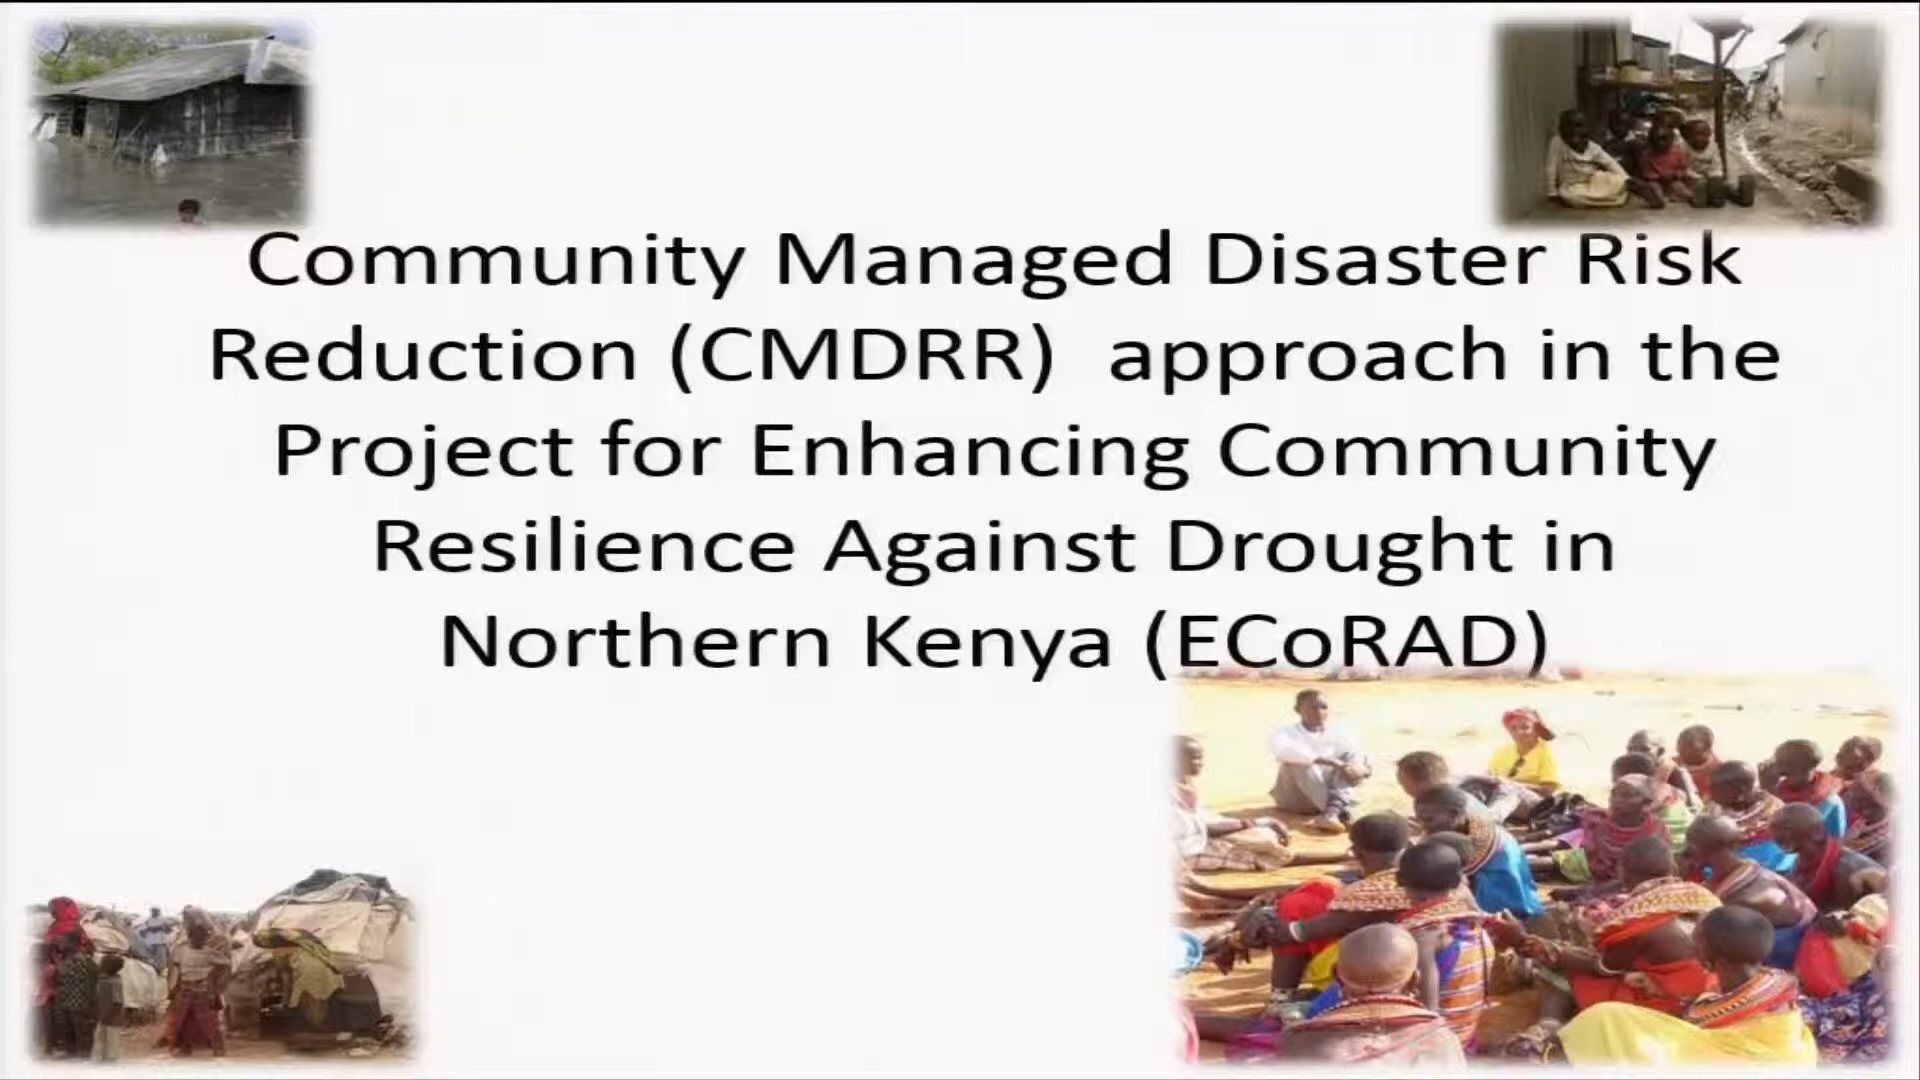 Community Managed Disaster Risk
Reduction (CMDRR) approach in the
Project for Enhancing Community
Resilience Against Drought in
Northern Kenya (ECoRAD)